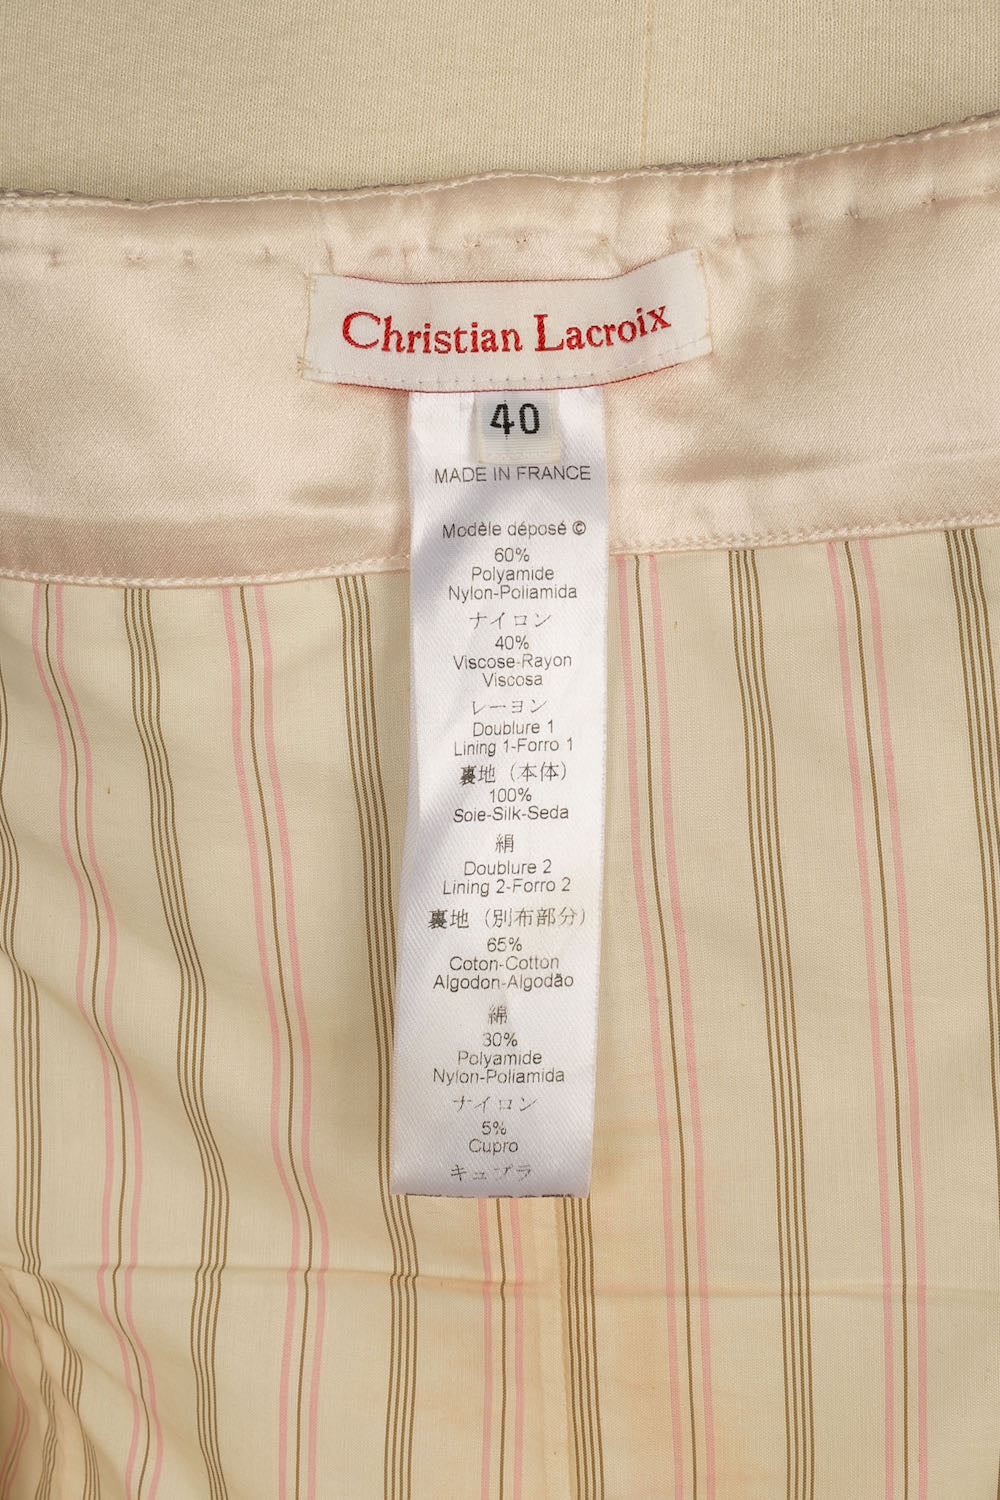 Christian Lacroix
40
MADE IN FRANCE
Modèle déposé ©
60%
Polyamide
Nylon-Poliamida
ナイロン
40%
Viscose-Rayon
Viscosa
レーヨン
Doublure 1
Lining 1-Forro 1
裏地（本体）
100%
Soie-Silk-Seda
絹
Doublure 2
Lining 2-Forro 2
裏地（別布部分）
65%
Coton-Cotton
Algodon-Algodão
綿
30%
Polyamide
Nylon-Poliamida
ナイロン
5%
Cupro
キュプラ